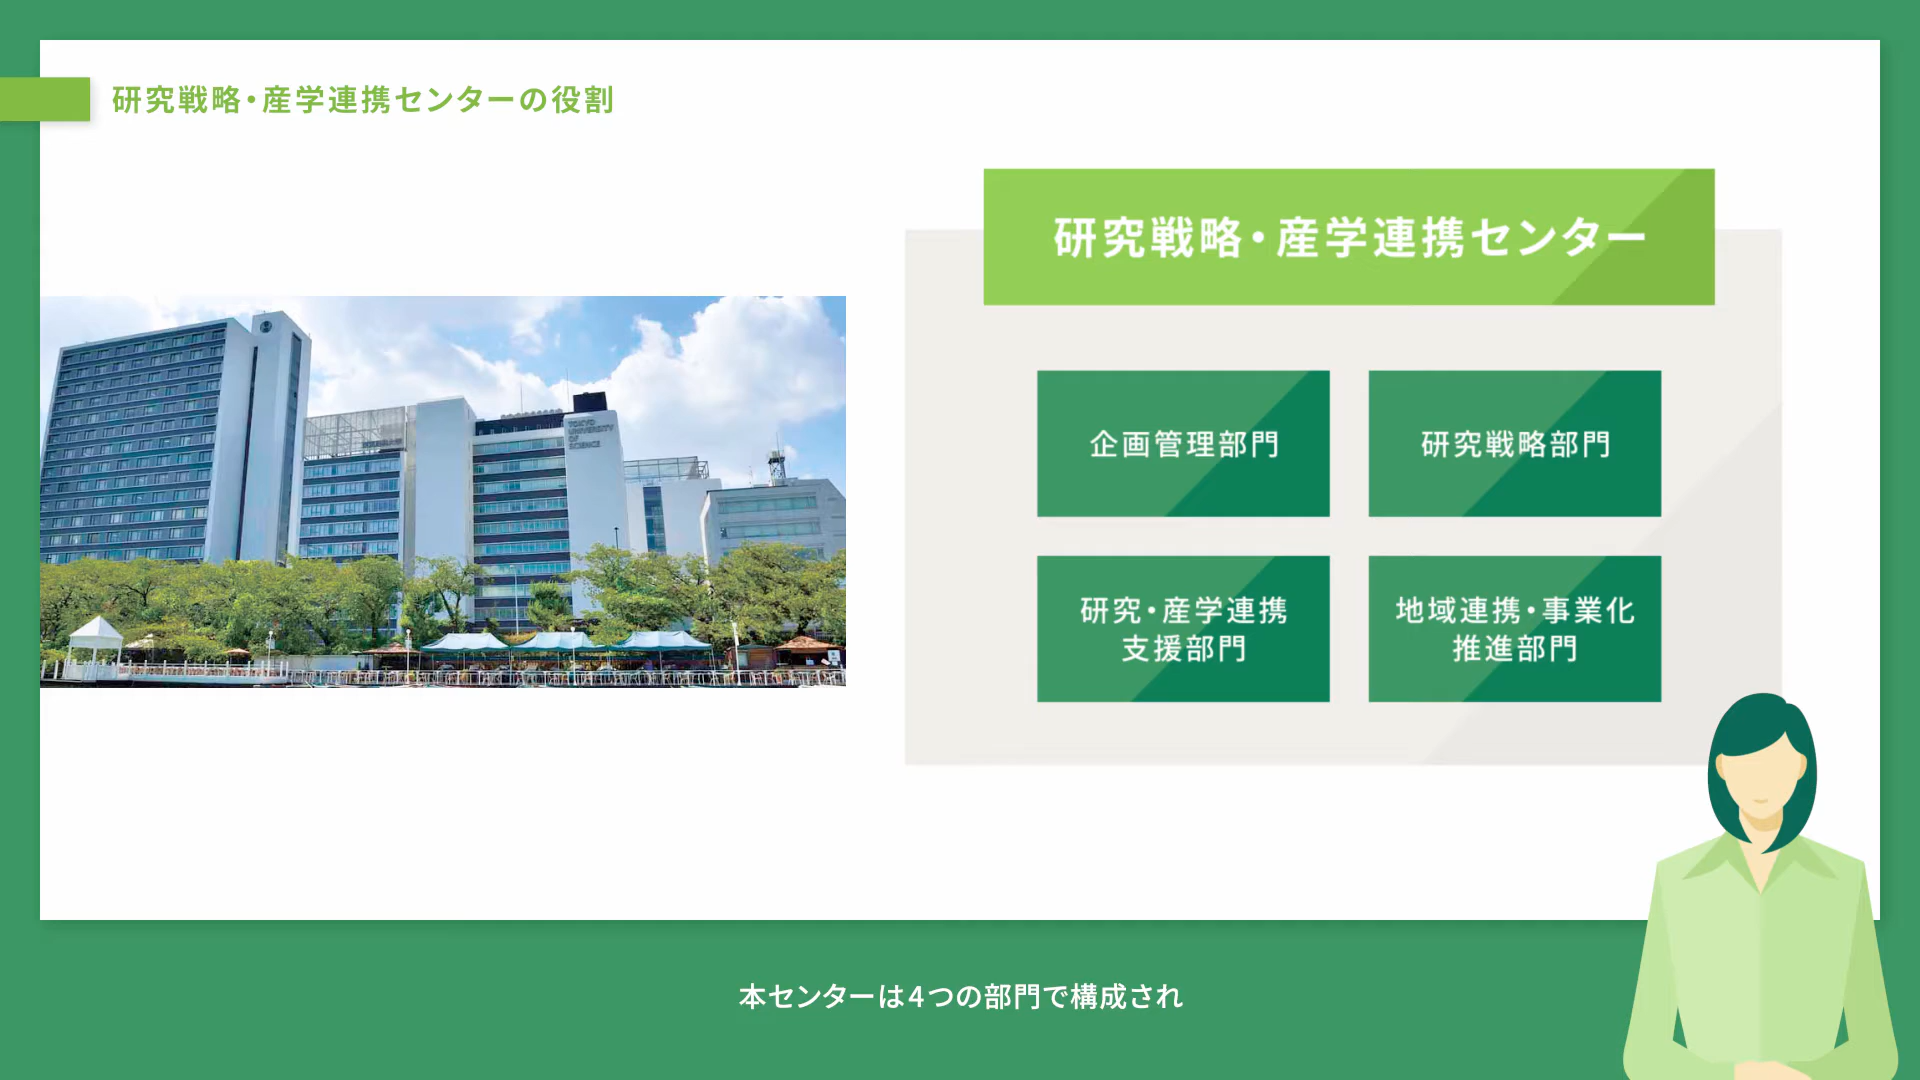 研究戦略・産学連携センターの役割
TOKYO
UNIVERSITY
OF
SCIENCE
研究戦略・産学連携センター
企画管理部門
研究戦略部門
研究・産学連携
支援部門
地域連携・事業化
推進部門
本センターは4つの部門で構成され